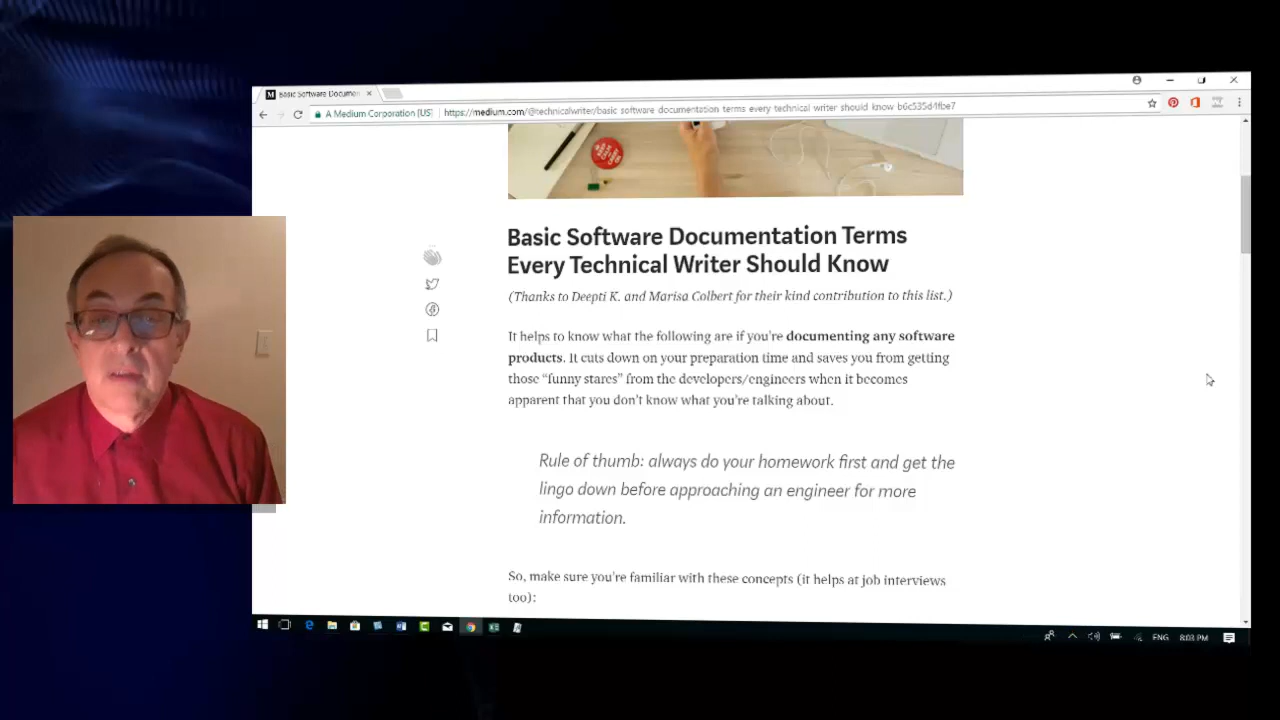 Basic Software Documen
A Medium Corporation [US]
https://medium.com/@technicalwriter/basic software documentation terms every technical writer should know b6c535d4fbe7
Basic Software Documentation Terms
Every Technical Writer Should Know
(Thanks to Deepti K. and Marisa Colbert for their kind contribution to this list.)
It helps to know what the following are if you're documenting any software
products. It cuts down on your preparation time and saves you from getting
those “funny stares” from the developers/engineers when it becomes
apparent that you don't know what you're talking about.
Rule of thumb: always do your homework first and get the
lingo down before approaching an engineer for more
information.
So, make sure you're familiar with these concepts (it helps at job interviews
too):
ENG
8:03 PM